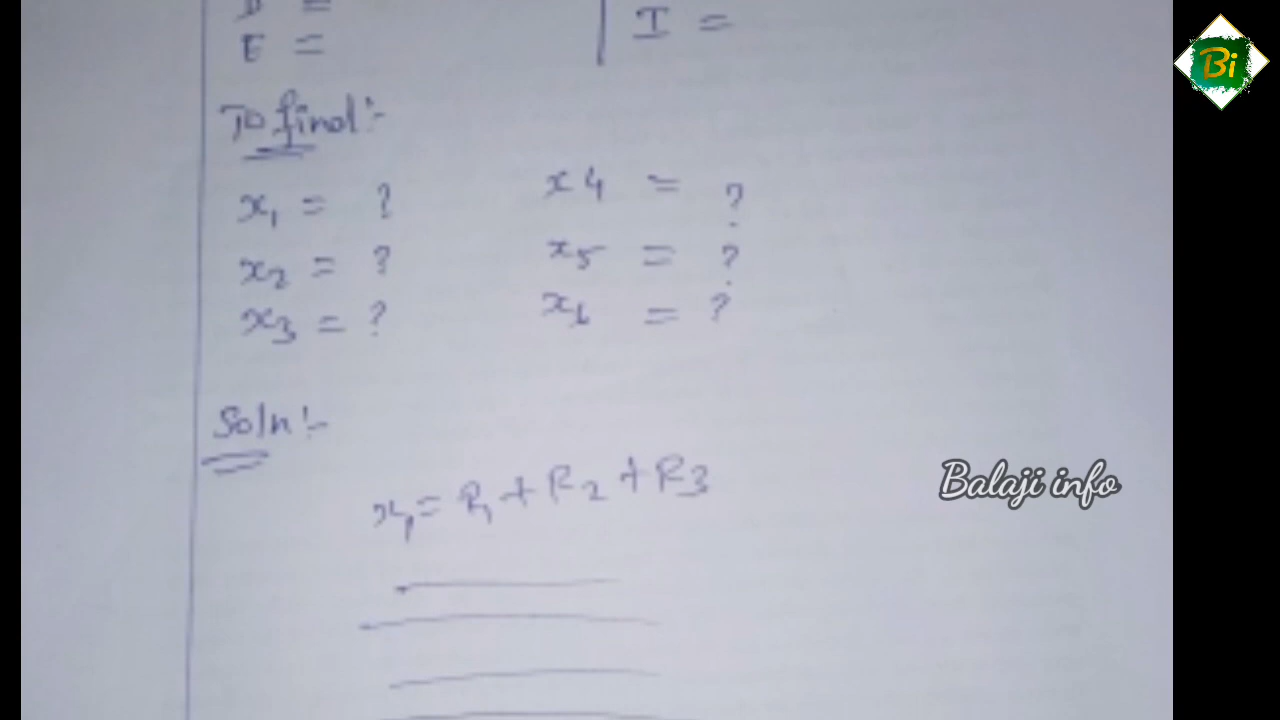 E =
I =
To find:-
x1 = ?
x2 = ?
x3 = ?
x4 = ?
x5 = ?
x6 = ?
Soln:-
x1 = R1 + R2 + R3
Bi
Balaji info